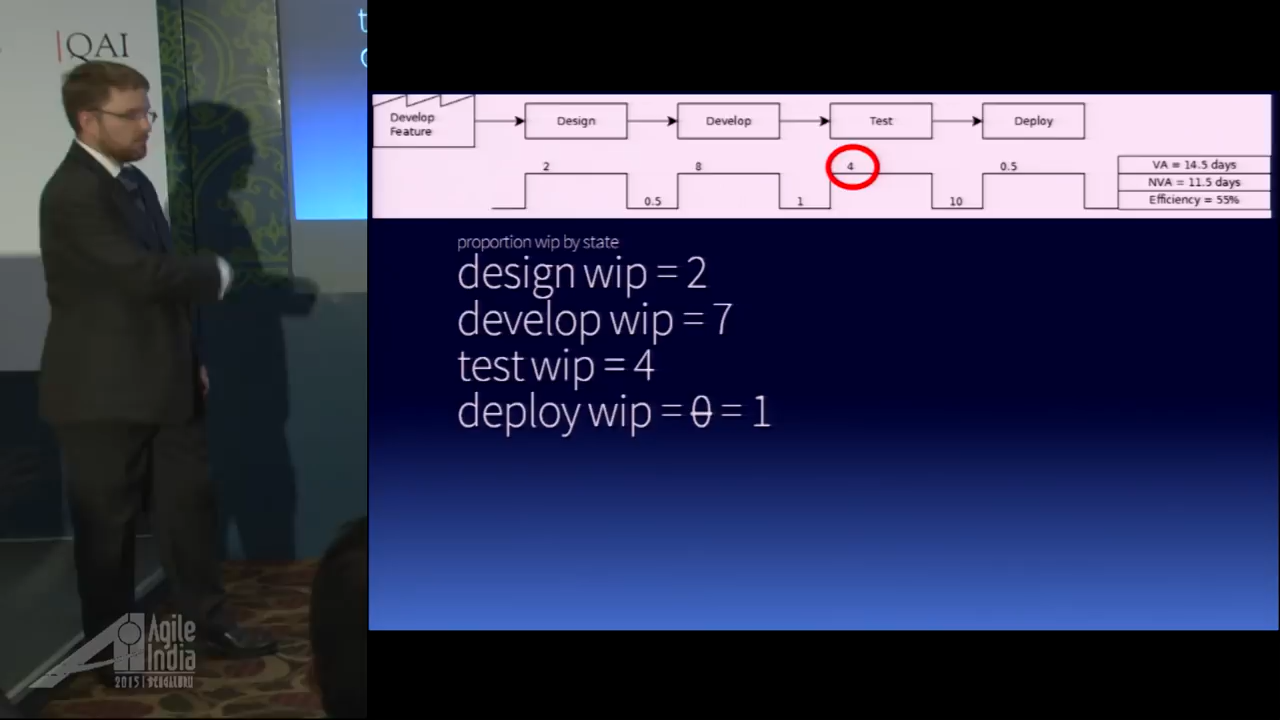 |QAI
Develop
Feature
Design
Develop
Test
Deploy
2
8
4
0.5
0.5
1
10
VA = 14.5 days
NVA = 11.5 days
Efficiency = 55%
proportion wip by state
design wip = 2
develop wip = 7
test wip = 4
deploy wip = 0 = 1
Agile
India
2015 | BENGALURU